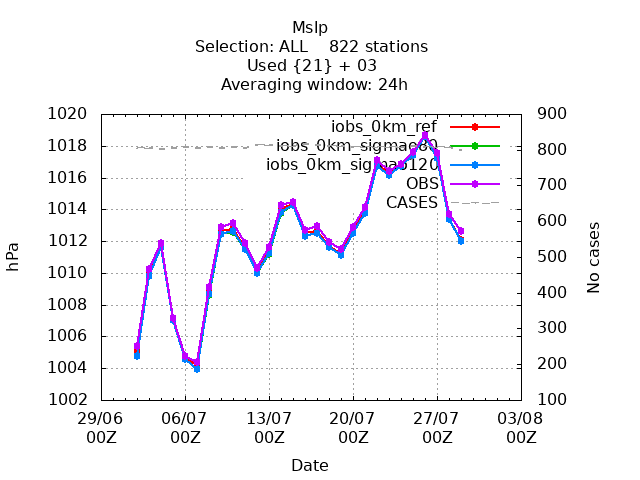 Mslp
Selection: ALL    822 stations
Used {21} + 03
Averaging window: 24h
1020
1018
1016
1014
1012
1010
1008
1006
1004
1002
hPa
900
800
700
600
500
400
300
200
100
No cases
iobs_0km_ref
iobs_0km_sigmao80
iobs_0km_sigmao120
OBS
CASES
29/06 06/07 13/07 20/07 27/07 03/08
00Z 00Z 00Z 00Z 00Z 00Z
Date